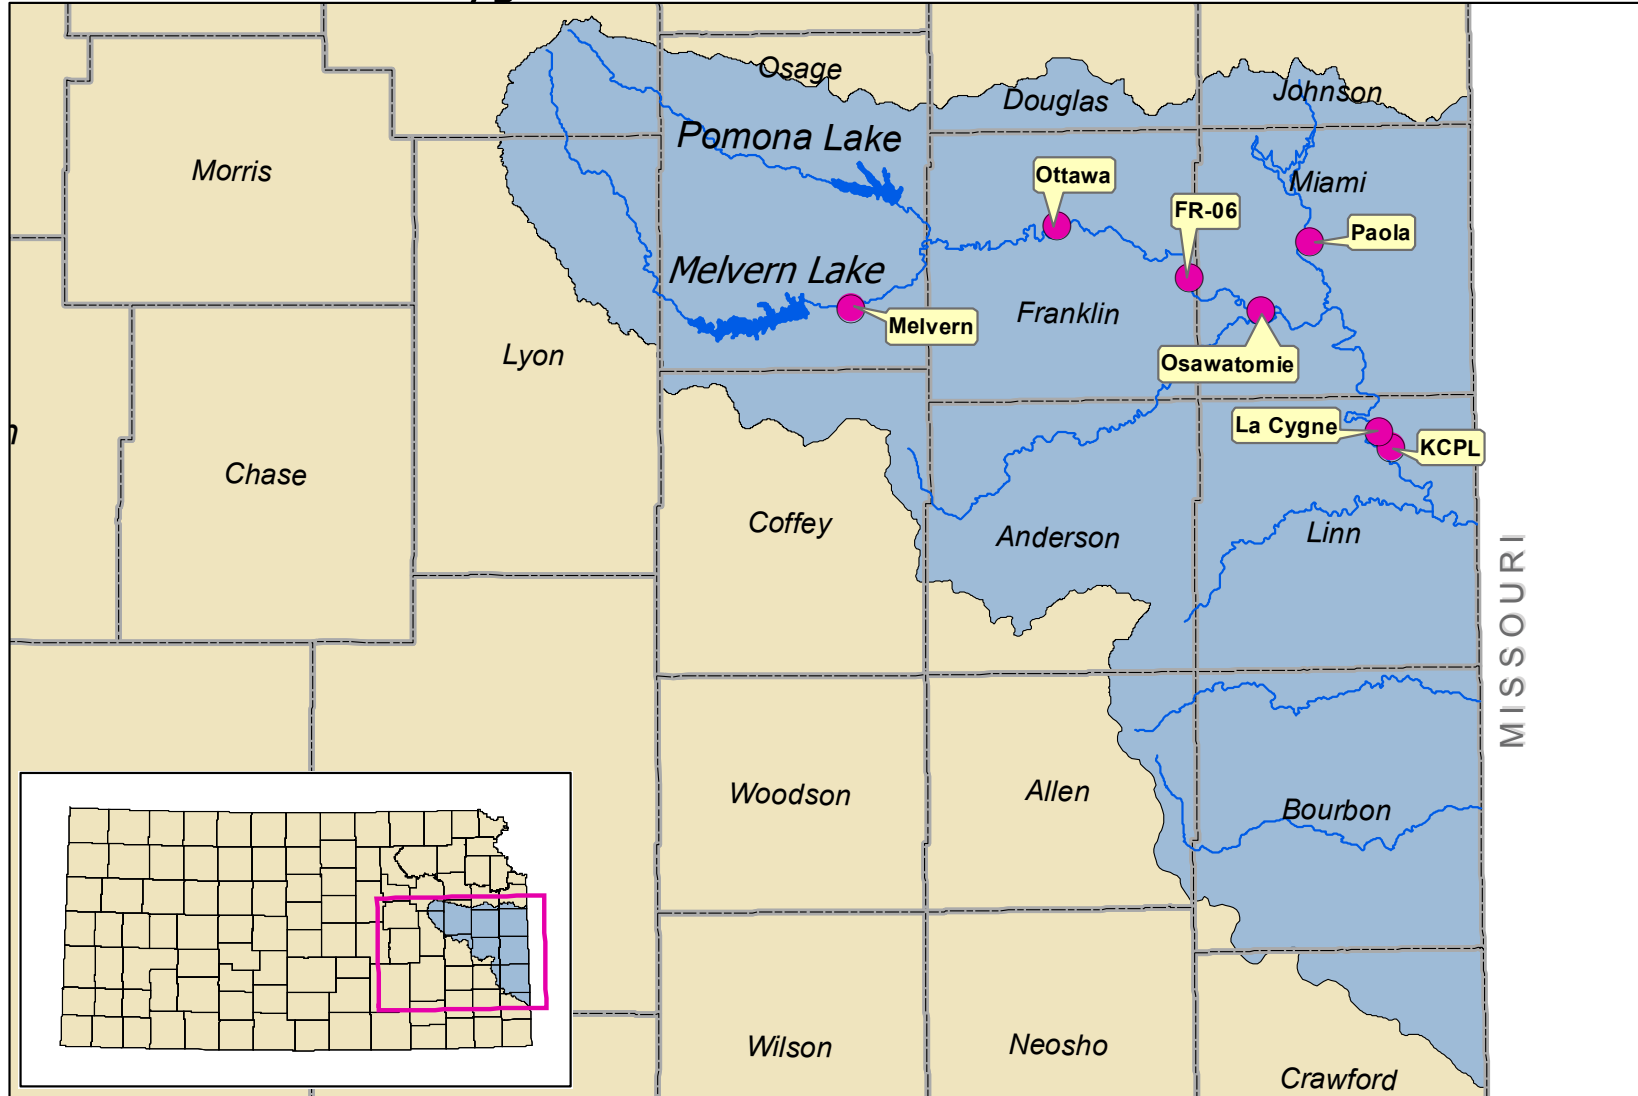 Osage
Douglas
Johnson
Pomona Lake
Morris
Ottawa
Miami
FR-06
Paola
Melvern Lake
Franklin
Melvern
Lyon
Osawatomie
La Cygne
KCPL
Chase
Coffey
Anderson
Linn
MISSOURI
Woodson
Allen
Bourbon
Wilson
Neosho
Crawford